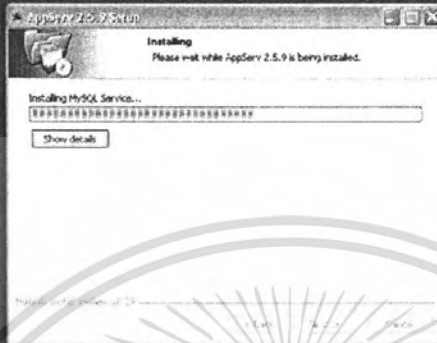 AppServ 2.5.9 Setup
Installing
Please wait while AppServ 2.5.9 is being installed.
Installing MySQL Service...
Show details
< Back